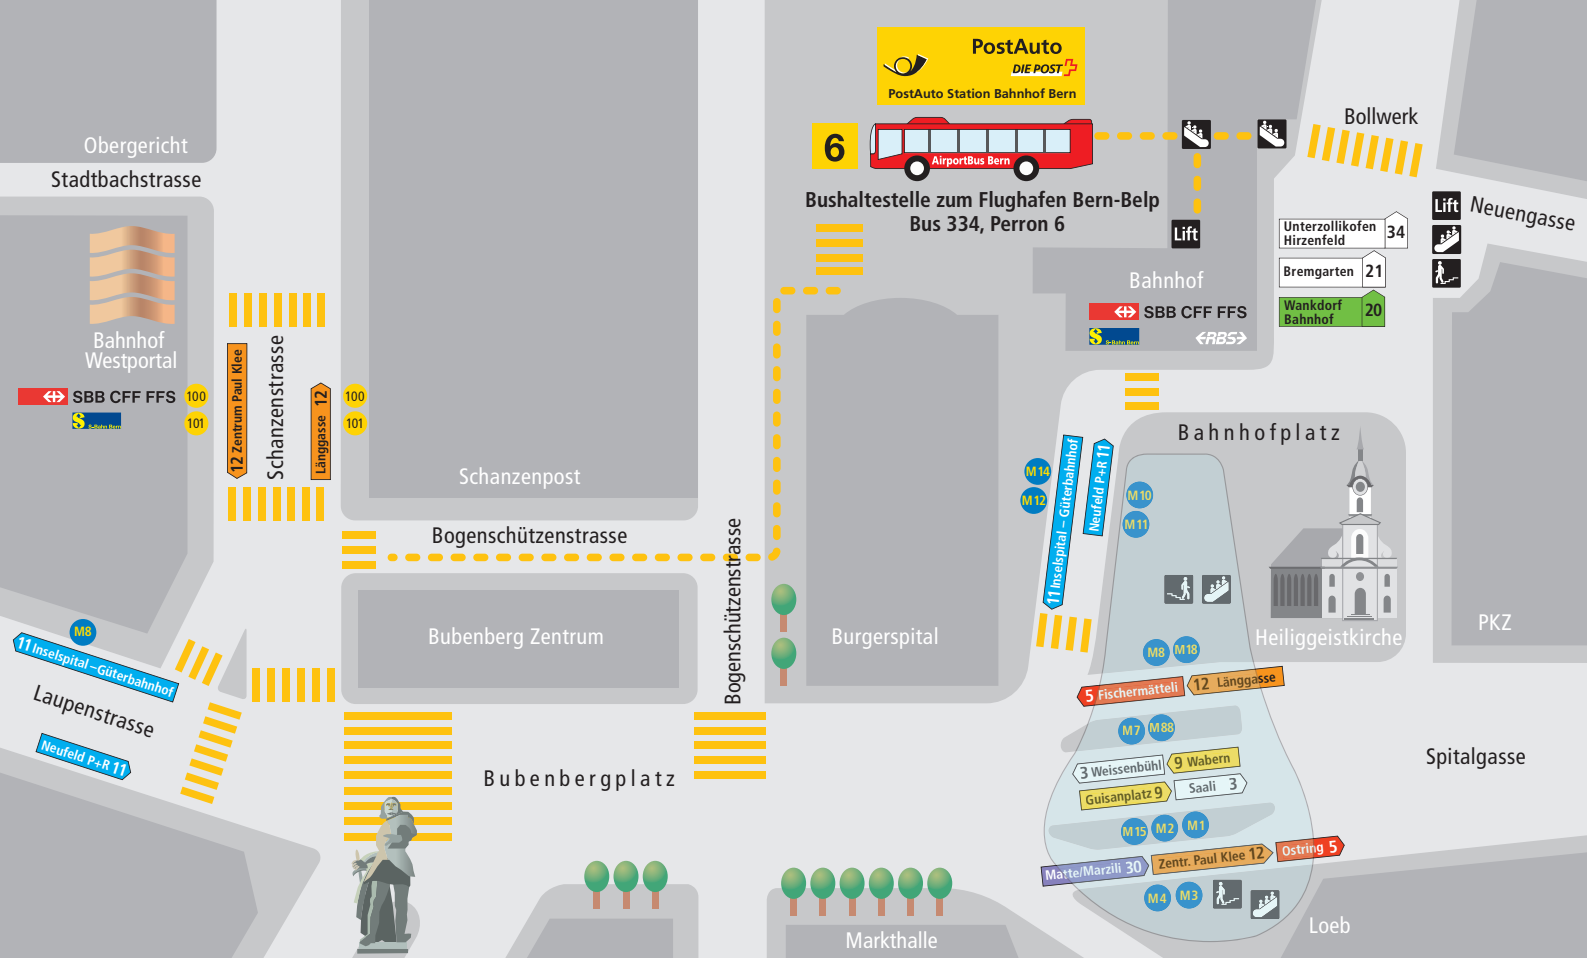 PostAuto
DIE POST
PostAuto Station Bahnhof Bern
6
AirportBus Bern
Bushaltestelle zum Flughafen Bern-Belp
Bus 334, Perron 6
Lift
Bollwerk
Lift
Neuengasse
Unterzollikofen
Hirzenfeld
34
Bremgarten 21
Wankdorf
Bahnhof
20
Obergericht
Stadtbachstrasse
Bahnhof
Westportal
SBB CFF FFS
S S-Bahn Bern
100
101
12 Zentrum Paul Klee
Schanzenstrasse
Länggasse 12
100
101
Schanzenpost
Bahnhof
SBB CFF FFS
S S-Bahn Bern
RBS
Bahnhofplatz
Bogenschützenstrasse
Bogenschützenstrasse
Bubenberg Zentrum
Burgerspital
M14
M12
11 Inselspital – Güterbahnhof
Neufeld P+R 11
M10
M11
Heiliggeistkirche
PKZ
M8
11 Inselspital – Güterbahnhof
Laupenstrasse
Neufeld P+R 11
Bubenbergplatz
M8
M18
5 Fischermätteli
12 Länggasse
M7
M88
3 Weissenbühl
9 Wabern
Guisanplatz 9
Saali 3
M15
M2
M1
Matte/Marzili 30
Zentr. Paul Klee 12
Ostring 5
M4
M3
Spitalgasse
Loeb
Markthalle